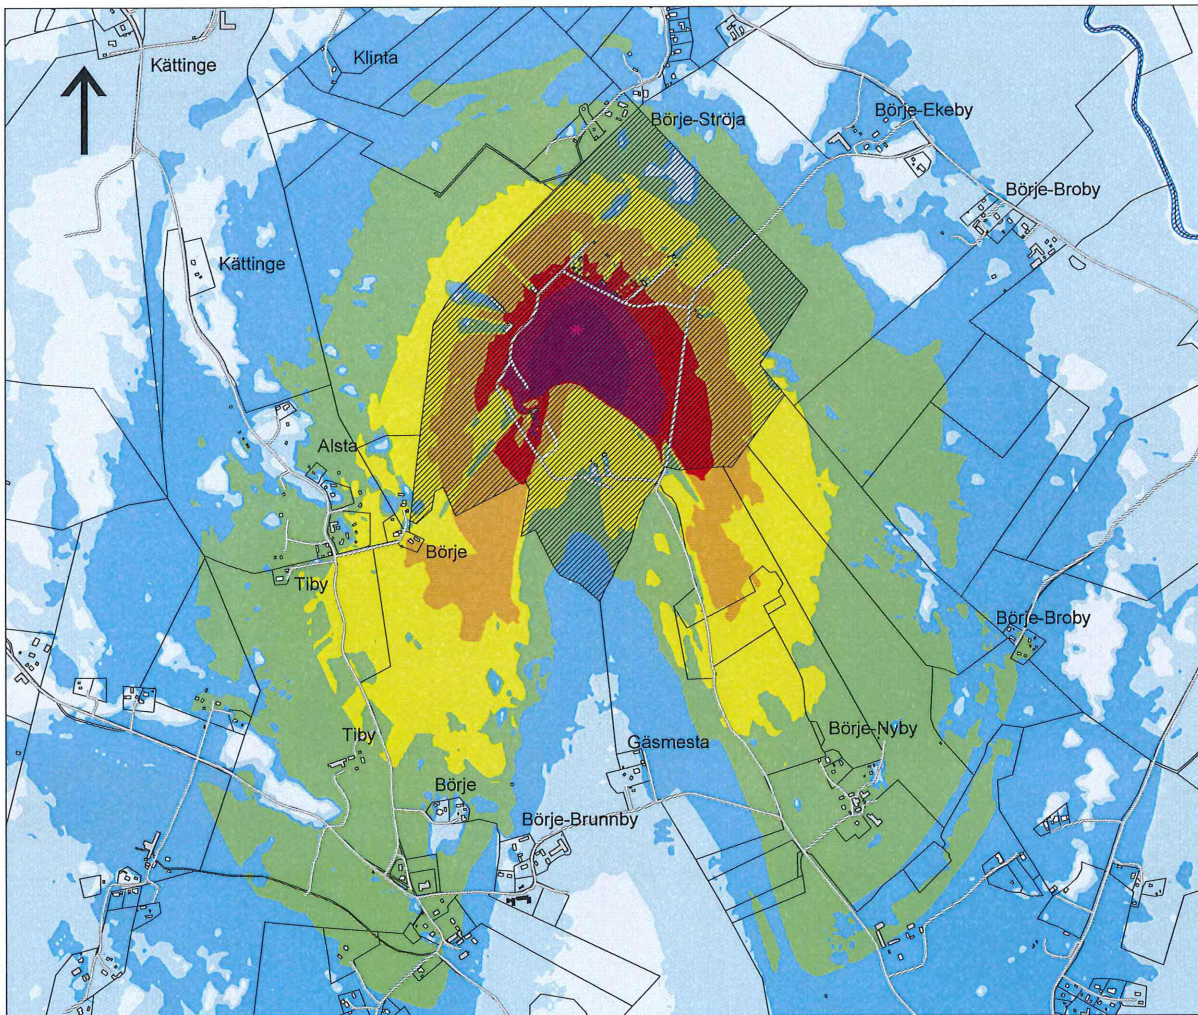 Kättinge
Klinta
Börje-Ströja
Börje-Ekeby
Börje-Broby
Kättinge
Alsta
Börje
Tiby
Börje-Broby
Tiby
Gäsmesta
Börje-Nyby
Börje
Börje-Brunnby